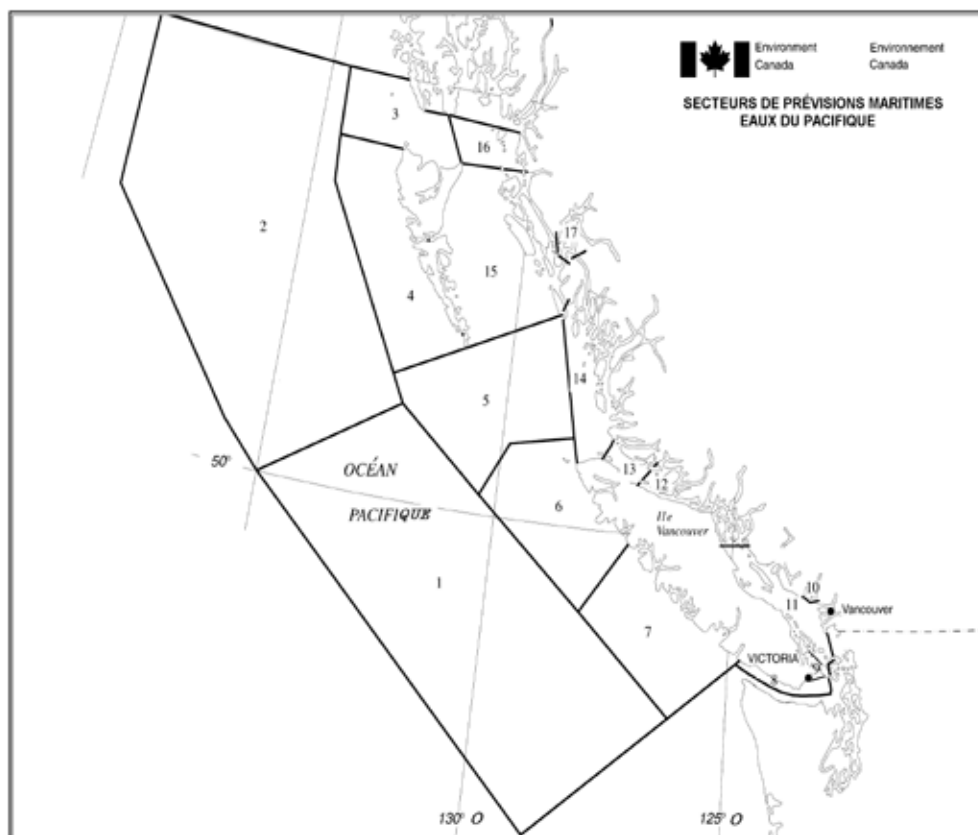 Environment
Canada
Environnement
Canada
SECTEURS DE PRÉVISIONS MARITIMES
EAUX DU PACIFIQUE
3
16
2
17
15
4
14
5
50°
OCÉAN
PACIFIQUE
13
12
6
Ile
Vancouver
1
10
11
Vancouver
7
VICTORIA
9
8
130° O
125° O